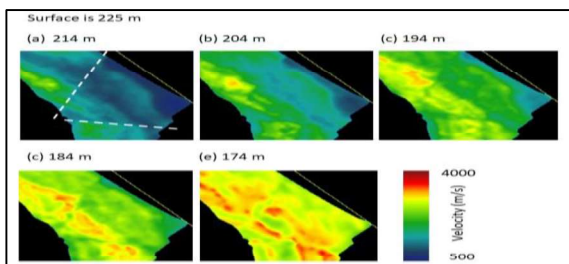 Surface is 225 m
(a) 214 m
(b) 204 m
(c) 194 m
(c) 184 m
(e) 174 m
4000
Velocity (m/s)
500